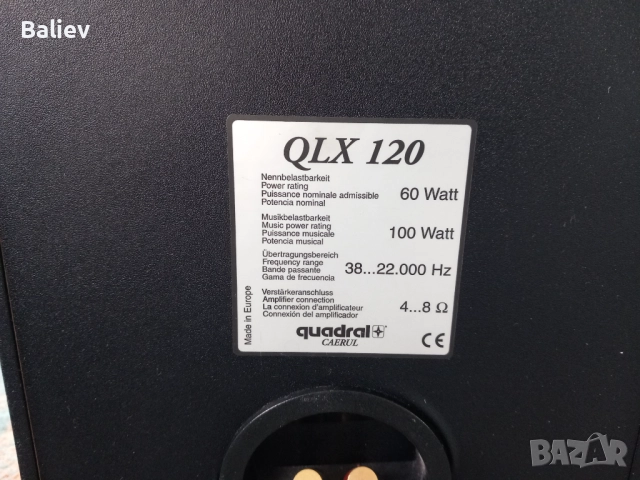 Baliev
QLX 120
Nennbelastbarkeit
Power rating
Puissance nominale admissible
Potencia nominal
60 Watt
Musikbelastbarkeit
Music power rating
Puissance musicale
Potencia musical
100 Watt
Übertragungsbereich
Frequency range
Bande passante
Gama de frecuencia
38...22.000 Hz
Verstärkeranschluss
Amplifier connection
La connexion d'amplificateur
Connexión del amplificador
4...8 Ω
Made in Europe
quadral
CAERUL
CE
BAZAR